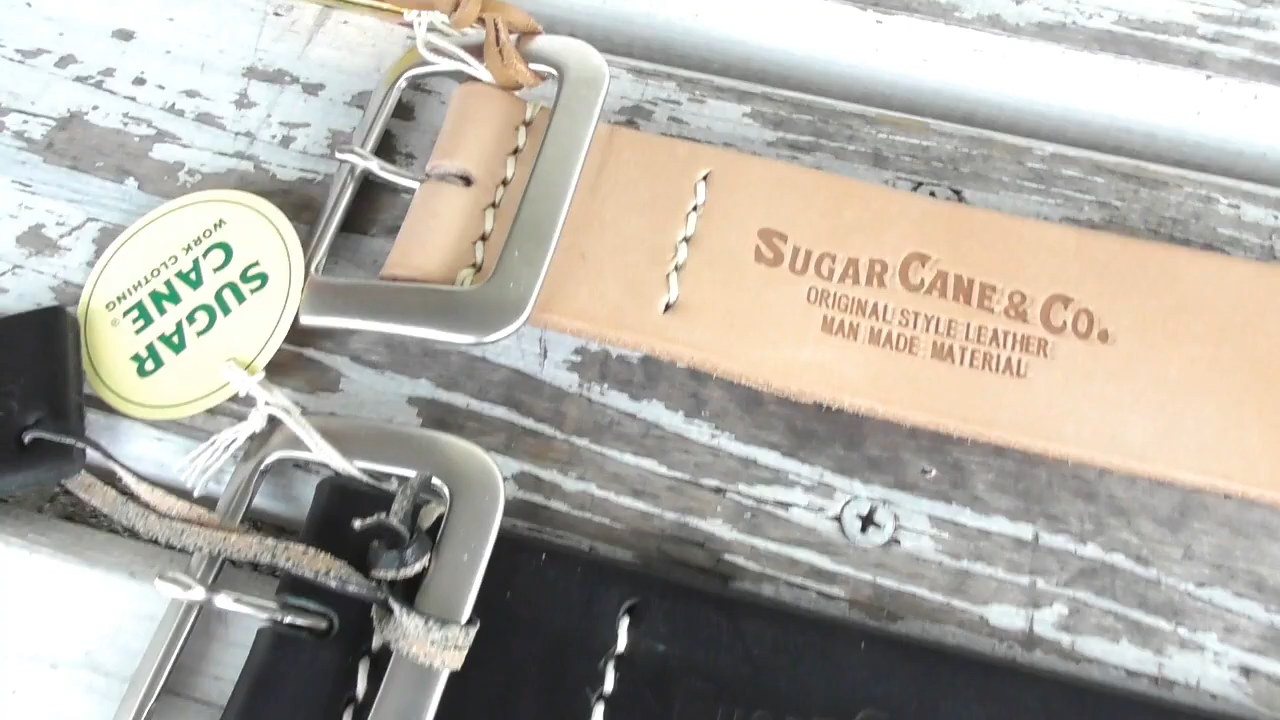 SUGAR
CANE
®
WORK CLOTHING
SUGAR CANE & CO.
ORIGINAL STYLE LEATHER
MAN MADE MATERIAL